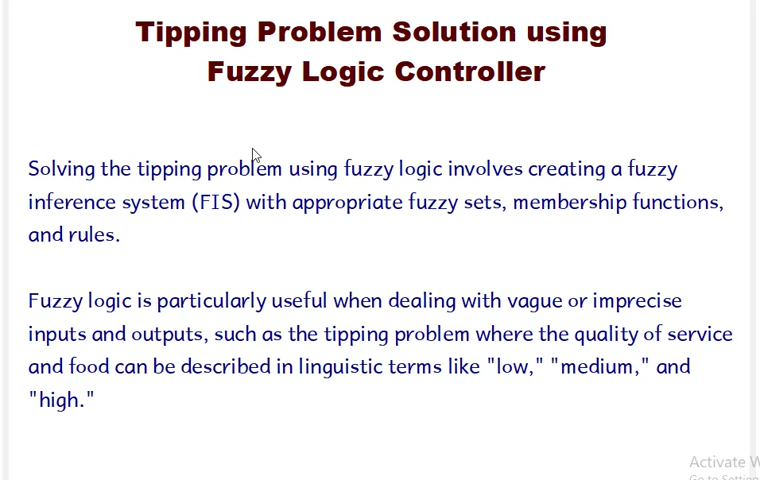 Tipping Problem Solution using
Fuzzy Logic Controller
Solving the tipping problem using fuzzy logic involves creating a fuzzy
inference system (FIS) with appropriate fuzzy sets, membership functions,
and rules.
Fuzzy logic is particularly useful when dealing with vague or imprecise
inputs and outputs, such as the tipping problem where the quality of service
and food can be described in linguistic terms like "low," "medium," and
"high."
Activate W
Go to Setting